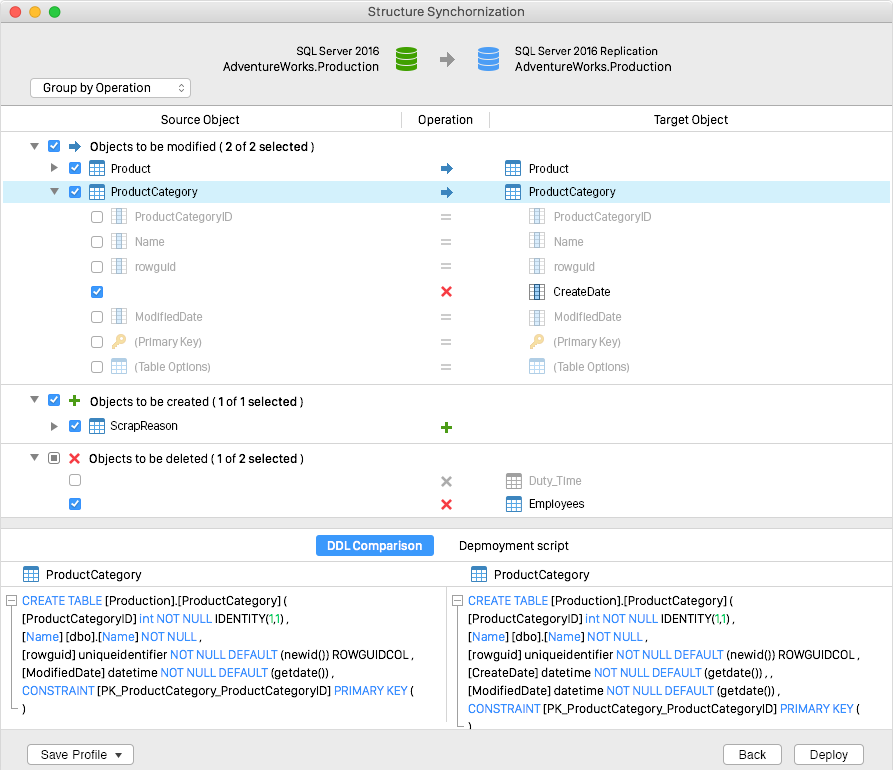 Structure Synchornization
SQL Server 2016
AdventureWorks.Production
SQL Server 2016 Replication
AdventureWorks.Production
Group by Operation
Source Object Operation Target Object
Objects to be modified ( 2 of 2 selected )
Product Product
ProductCategory ProductCategory
ProductCategoryID = ProductCategoryID
Name = Name
rowguid = rowguid
CreateDate
ModifiedDate = ModifiedDate
(Primary Key) = (Primary Key)
(Table Options) = (Table Options)
Objects to be created ( 1 of 1 selected )
ScrapReason
Objects to be deleted ( 1 of 2 selected )
Duty_Time
Employees
DDL Comparison Depmoyment script
ProductCategory
CREATE TABLE [Production].[ProductCategory] (
[ProductCategoryID] int NOT NULL IDENTITY(1,1) ,
[Name] [dbo].[Name] NOT NULL ,
[rowguid] uniqueidentifier NOT NULL DEFAULT (newid()) ROWGUIDCOL ,
[ModifiedDate] datetime NOT NULL DEFAULT (getdate()) ,
CONSTRAINT [PK_ProductCategory_ProductCategoryID] PRIMARY KEY (
)
ProductCategory
CREATE TABLE [Production].[ProductCategory] (
[ProductCategoryID] int NOT NULL IDENTITY(1,1) ,
[Name] [dbo].[Name] NOT NULL ,
[rowguid] uniqueidentifier NOT NULL DEFAULT (newid()) ROWGUIDCOL ,
[CreateDate] datetime NOT NULL DEFAULT (getdate()) , ,
[ModifiedDate] datetime NOT NULL DEFAULT (getdate()) ,
CONSTRAINT [PK_ProductCategory_ProductCategoryID] PRIMARY KEY (
)
Save Profile Back Deploy